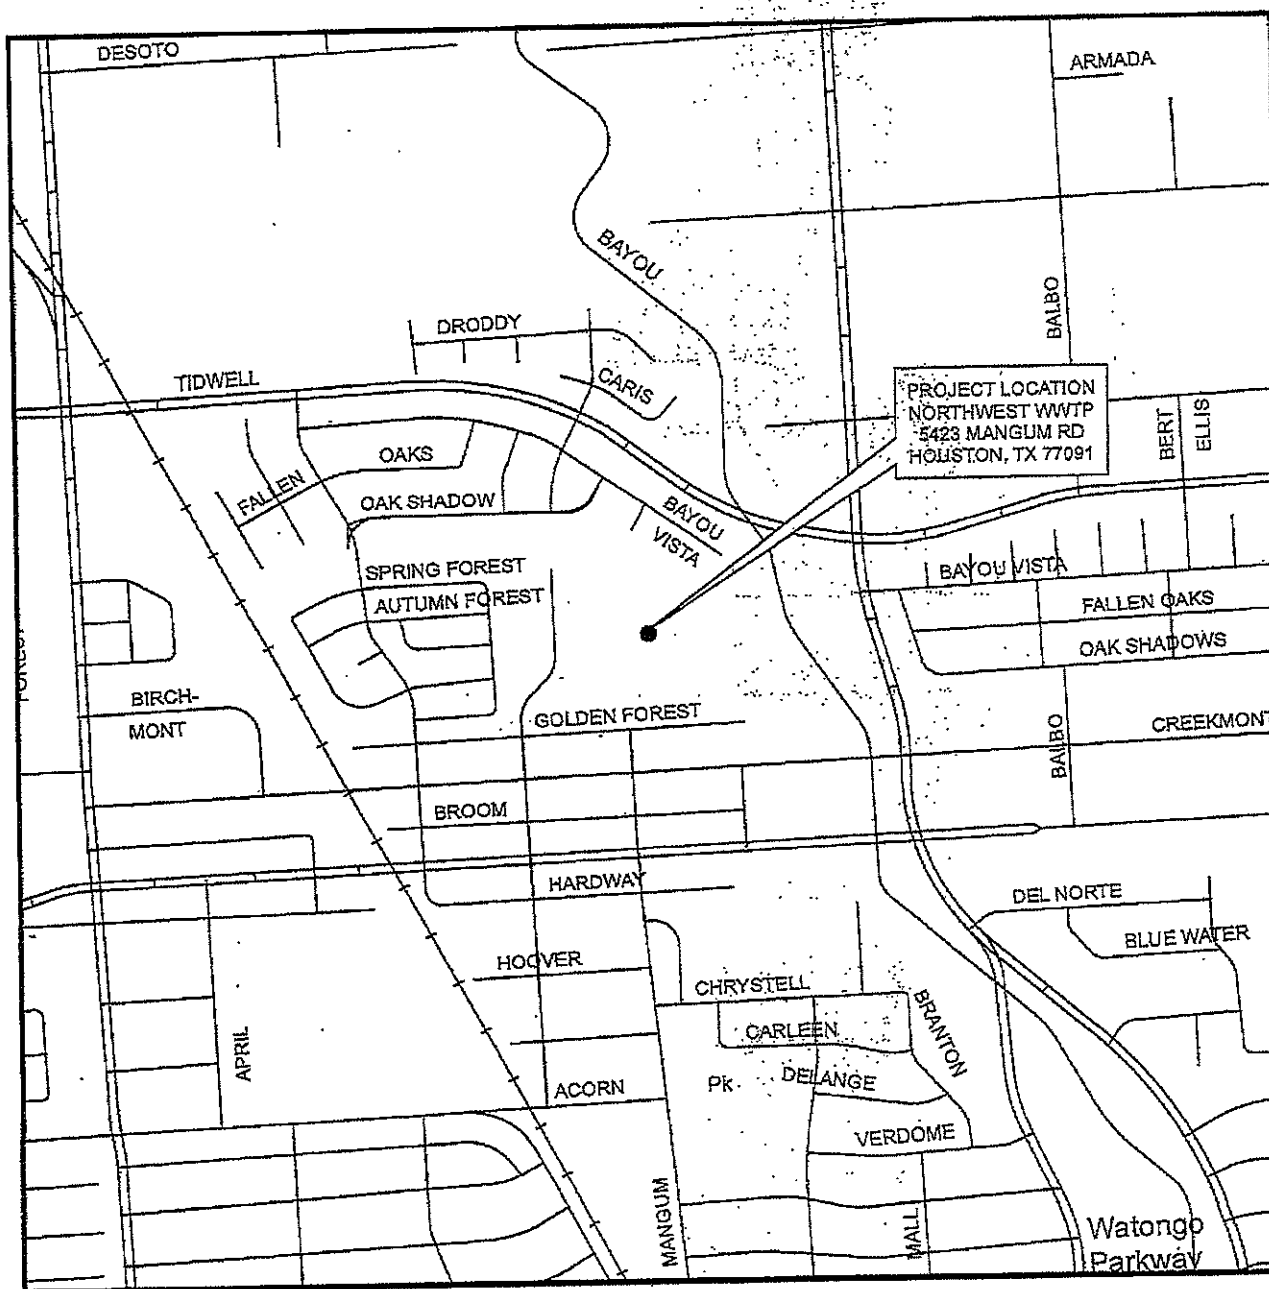 DESOTO
ARMADA
BAYOU
BALBO
DRODDY
TIDWELL
CARIS
PROJECT LOCATION
NORTHWEST WWTP
5423 MANGUM RD
HOUSTON, TX 77091
BERT
ELLIS
OAKS
FALLEN
OAK SHADOW
BAYOU
VISTA
SPRING FOREST
BAYOU VISTA
AUTUMN FOREST
FALLEN OAKS
OAK SHADOWS
BIRCH-
MONT
GOLDEN FOREST
CREEKMONT
BALBO
BROOM
HARDWAY
DEL NORTE
BLUE WATER
HOOVER
CHRYSTELL
BRANTON
CARLEEN
APRIL
Pk
DELANGE
ACORN
VERDOME
MANGUM
MALL
Watongo
Parkway